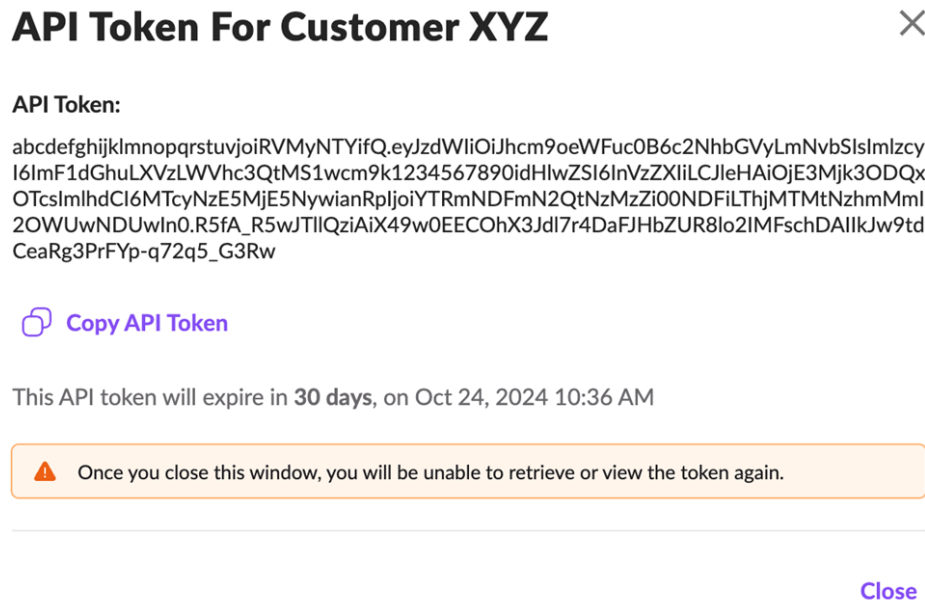 API Token For Customer XYZ
API Token:
abcdefghijklmnopqrstuvjoiRVMyNTYifQ.eyJzdWIiOiJhcm9oeWFuc0B6c2NhbGVyLmNvbSIsImlzcy
I6ImF1dGhuLXVzLWVhc3QtMS1wcm9k1234567890idHlwZSI6InVzZXIiLCJleHAiOjE3Mjk3ODQx
OTcsImlhdCI6MTcyNzE5MjE5NywianRpIjoiYTRmNDFmN2QtNzMzZi00NDFiLThjMTMtNzhmMmI
2OWUwNDUwIn0.R5fA_R5wJTllQziAiX49w0EECOhX3Jdl7r4DaFJHbZUR8lo2IMFschDAIlkJw9td
CeaRg3PrFYp-q72q5_G3Rw
Copy API Token
This API token will expire in 30 days, on Oct 24, 2024 10:36 AM
Once you close this window, you will be unable to retrieve or view the token again.
Close